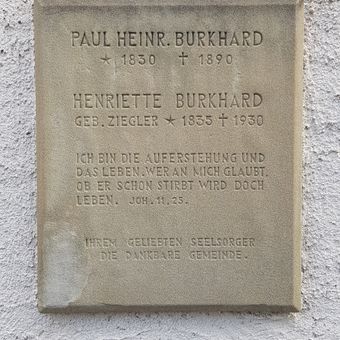 PAUL HEINR. BURKHARD
★ 1830 ✝ 1890
HENRIETTE BURKHARD
GEB. ZIEGLER ★ 1835 ✝ 1930
ICH BIN DIE AUFERSTEHUNG UND
DAS LEBEN. WER AN MICH GLAUBT,
OB ER SCHON STIRBT WIRD DOCH
LEBEN. JOH. 11, 25.
IHREM GELIEBTEN SEELSORGER
DIE DANKBARE GEMEINDE.